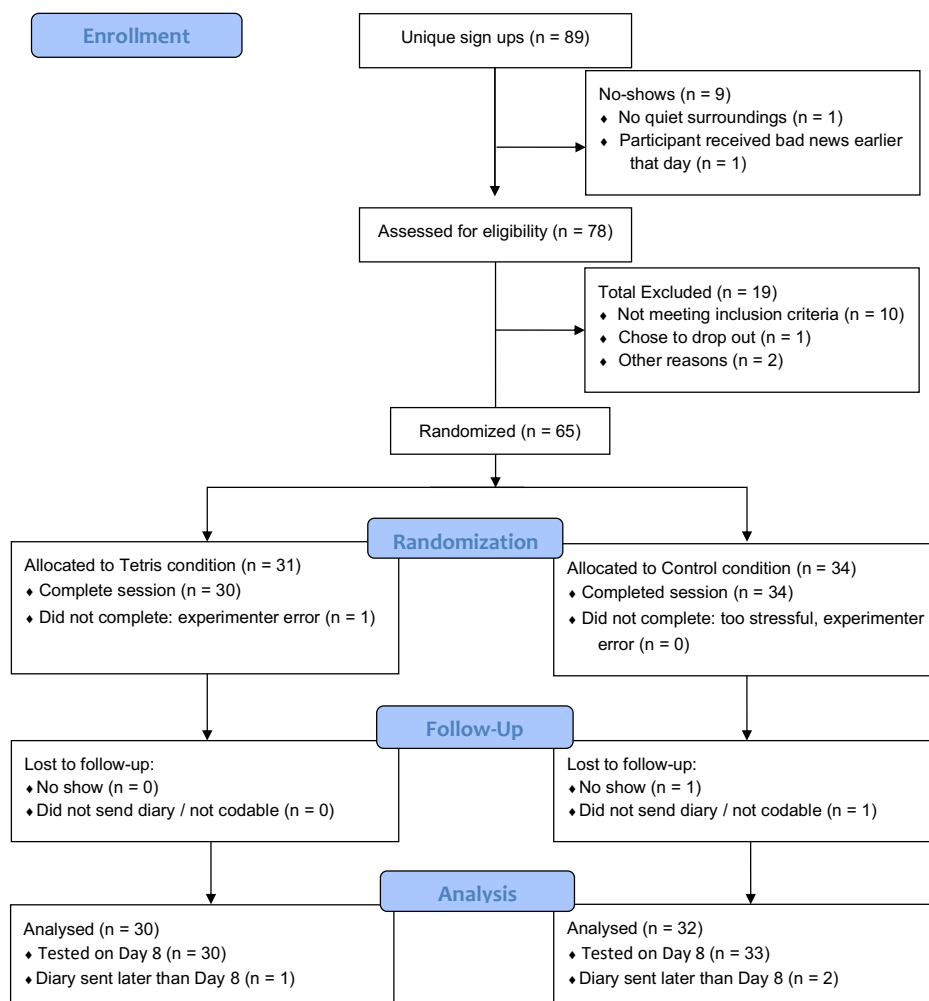 Enrollment
Unique sign ups (n = 89)
No-shows (n = 9)
♦ No quiet surroundings (n = 1)
♦ Participant received bad news earlier
that day (n = 1)
Assessed for eligibility (n = 78)
Total Excluded (n = 19)
♦ Not meeting inclusion criteria (n = 10)
♦ Chose to drop out (n = 1)
♦ Other reasons (n = 2)
Randomized (n = 65)
Randomization
Allocated to Tetris condition (n = 31)
♦ Complete session (n = 30)
♦ Did not complete: experimenter error (n = 1)
Allocated to Control condition (n = 34)
♦ Completed session (n = 34)
♦ Did not complete: too stressful, experimenter
error (n = 0)
Follow-Up
Lost to follow-up:
♦ No show (n = 0)
♦ Did not send diary / not codable (n = 0)
Lost to follow-up:
♦ No show (n = 1)
♦ Did not send diary / not codable (n = 1)
Analysis
Analysed (n = 30)
♦ Tested on Day 8 (n = 30)
♦ Diary sent later than Day 8 (n = 1)
Analysed (n = 32)
♦ Tested on Day 8 (n = 33)
♦ Diary sent later than Day 8 (n = 2)